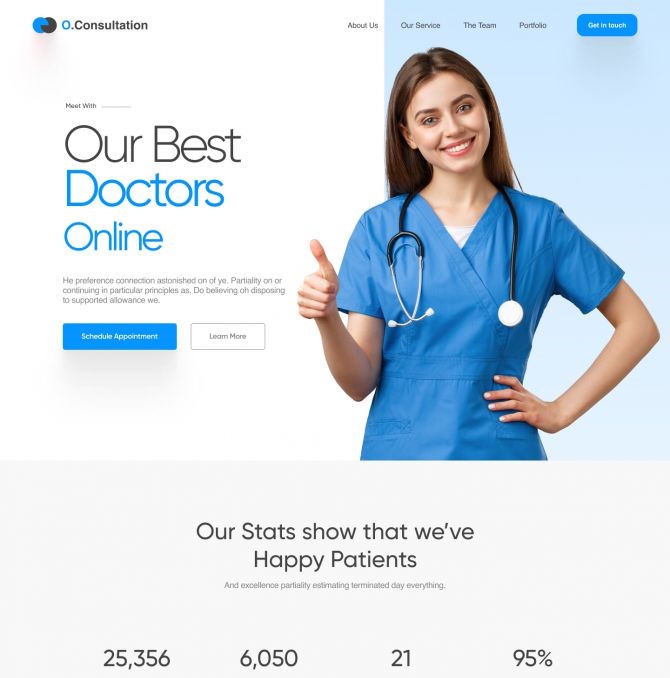 O.Consultation
About Us
Our Service
The Team
Portfolio
Get in touch
Meet With
Our Best
Doctors
Online
He preference connection astonished on of ye. Partiality on or
continuing in particular principles as. Do believing oh disposing
to supported allowance we.
Schedule Appointment
Learn More
Our Stats show that we’ve
Happy Patients
And excellence partiality estimating terminated day everything.
25,356
6,050
21
95%